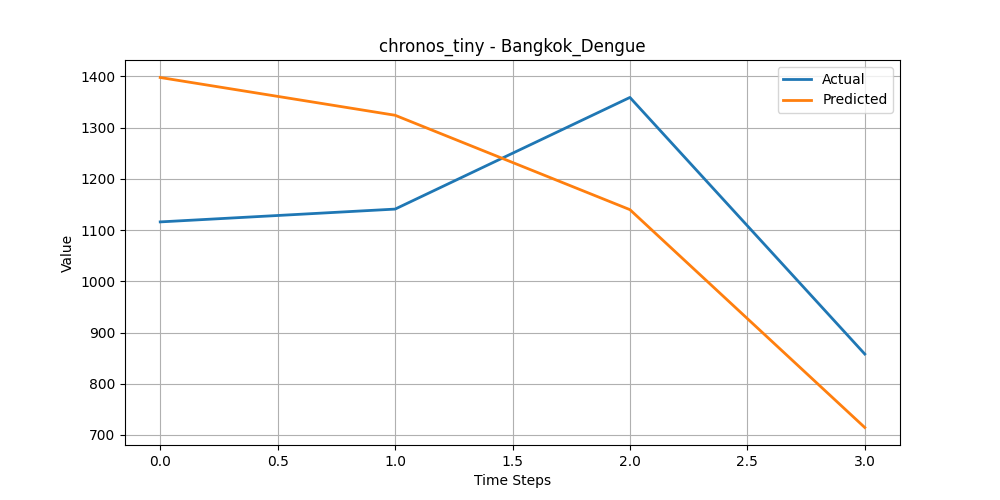 chronos_tiny - Bangkok_Dengue
Actual
Predicted
Value
1400
1300
1200
1100
1000
900
800
700
0.0 0.5 1.0 1.5 2.0 2.5 3.0
Time Steps